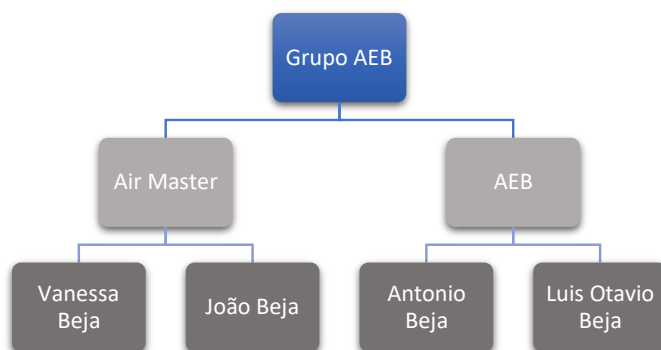 Grupo AEB
Air Master
AEB
Vanessa
Beja
João Beja
Antonio
Beja
Luis Otavio
Beja